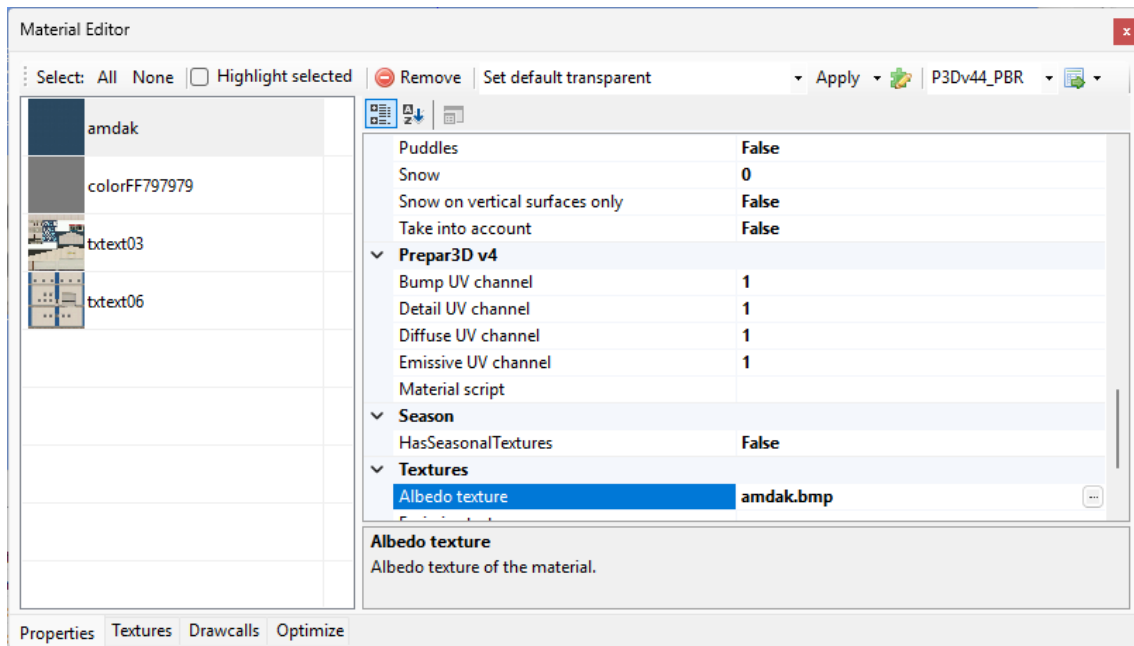 Material Editor
x
Select: All None Highlight selected Remove Set default transparent Apply P3Dv44_PBR
amdak
colorFF797979
txtext03
txtext06
Puddles False
Snow 0
Snow on vertical surfaces only False
Take into account False
Prepar3D v4
Bump UV channel 1
Detail UV channel 1
Diffuse UV channel 1
Emissive UV channel 1
Material script
Season
HasSeasonalTextures False
Textures
Albedo texture amdak.bmp ...
Albedo texture
Albedo texture of the material.
Properties Textures Drawcalls Optimize